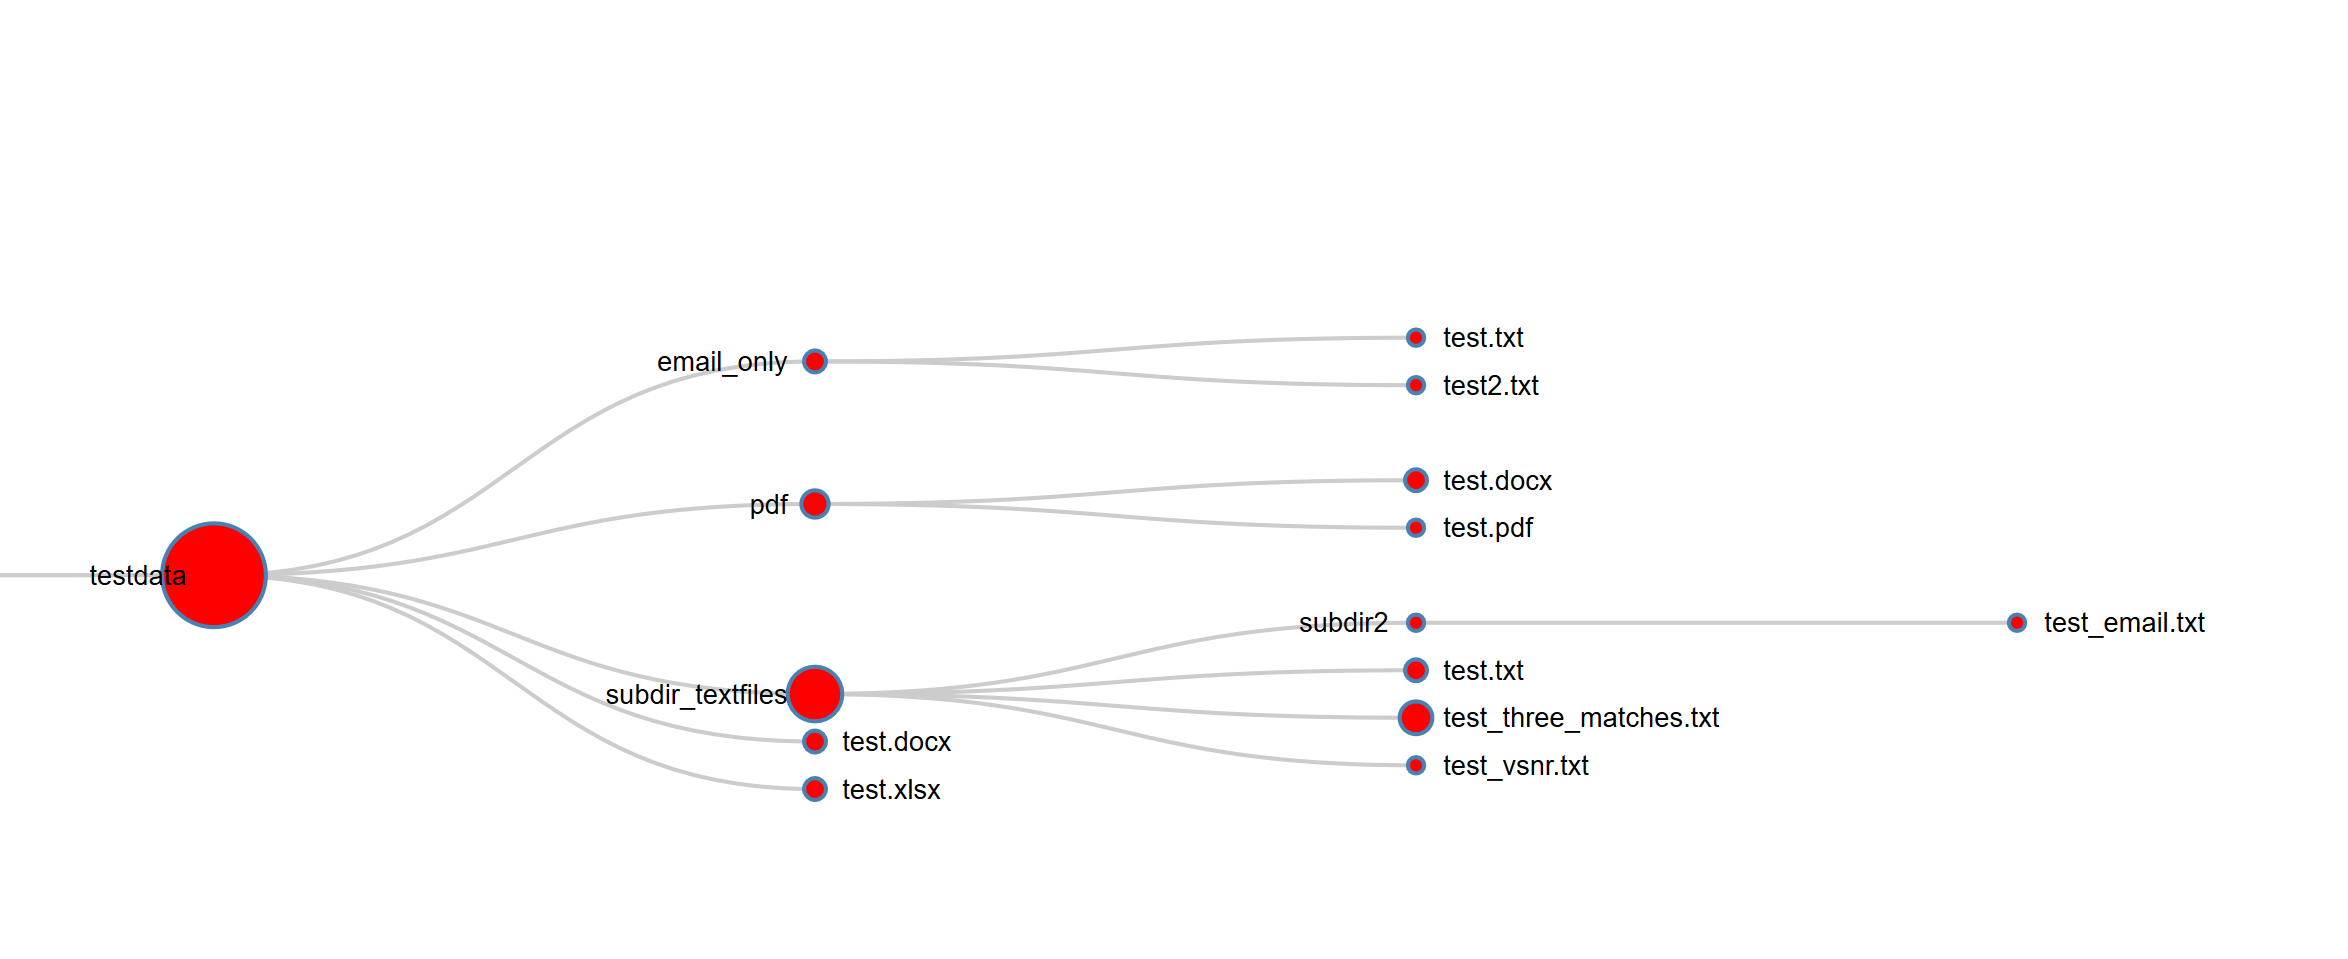 testdata
email_only
test.txt
test2.txt
pdf
test.docx
test.pdf
subdir_textfiles
subdir2
test_email.txt
test.txt
test_three_matches.txt
test_vsnr.txt
test.docx
test.xlsx